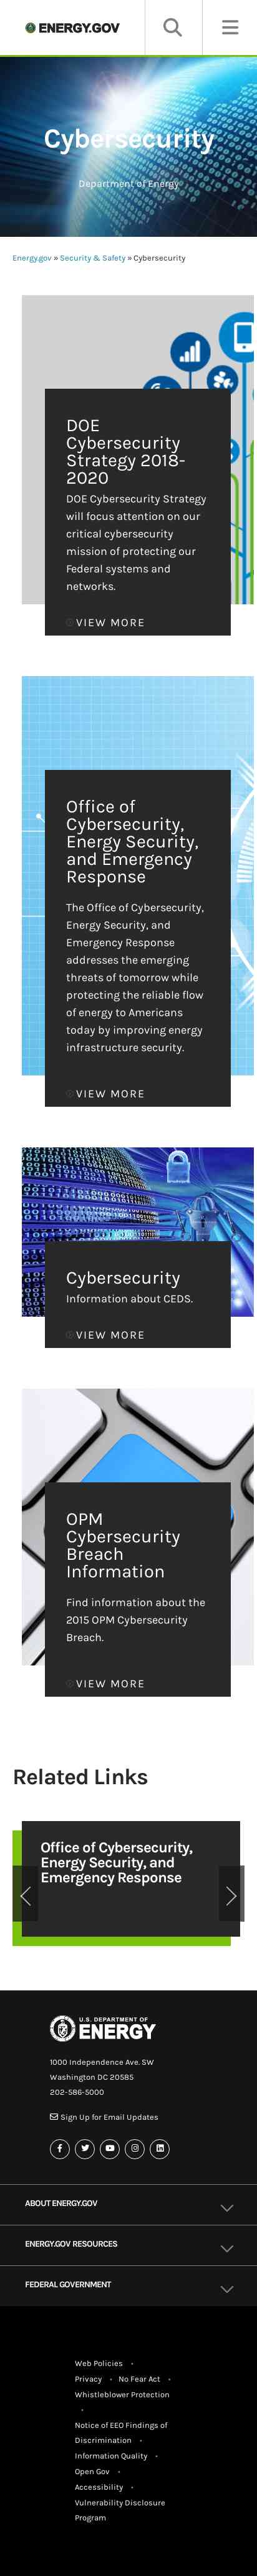 ENERGY.GOV
Cybersecurity
Department of Energy
Energy.gov » Security & Safety » Cybersecurity
DOE
Cybersecurity
Strategy 2018-
2020
DOE Cybersecurity Strategy
will focus attention on our
critical cybersecurity
mission of protecting our
Federal systems and
networks.
VIEW MORE
Office of
Cybersecurity,
Energy Security,
and Emergency
Response
The Office of Cybersecurity,
Energy Security, and
Emergency Response
addresses the emerging
threats of tomorrow while
protecting the reliable flow
of energy to Americans
today by improving energy
infrastructure security.
VIEW MORE
Cybersecurity
Information about CEDS.
VIEW MORE
OPM
Cybersecurity
Breach
Information
Find information about the
2015 OPM Cybersecurity
Breach.
VIEW MORE
Related Links
Office of Cybersecurity,
Energy Security, and
Emergency Response
U.S. DEPARTMENT OF
ENERGY
1000 Independence Ave. SW
Washington DC 20585
202-586-5000
Sign Up for Email Updates
ABOUT ENERGY.GOV
ENERGY.GOV RESOURCES
FEDERAL GOVERNMENT
Web Policies •
Privacy • No Fear Act •
Whistleblower Protection
•
Notice of EEO Findings of
Discrimination •
Information Quality •
Open Gov •
Accessibility •
Vulnerability Disclosure
Program